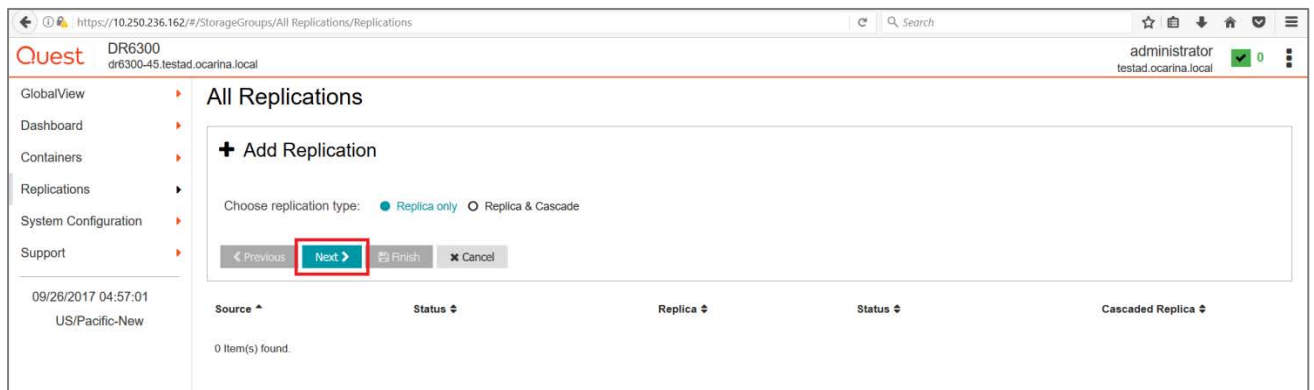 https://10.250.236.162/#/StorageGroups/All Replications/Replications
Search
Quest
DR6300
dr6300-45.testad.ocarina.local
administrator
testad.ocarina.local
0
GlobalView
Dashboard
Containers
Replications
System Configuration
Support
09/26/2017 04:57:01
US/Pacific-New
All Replications
Add Replication
Choose replication type: Replica only Replica & Cascade
Previous Next Finish Cancel
Source Status Replica Status Cascaded Replica
0 Item(s) found.